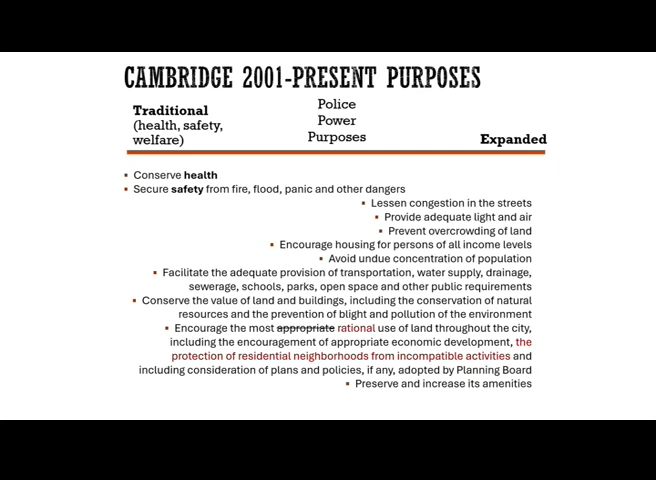 CAMBRIDGE 2001-PRESENT PURPOSES
Traditional
(health, safety,
welfare)
Police
Power
Purposes
Expanded
▪ Conserve health
▪ Secure safety from fire, flood, panic and other dangers
▪ Lessen congestion in the streets
▪ Provide adequate light and air
▪ Prevent overcrowding of land
▪ Encourage housing for persons of all income levels
▪ Avoid undue concentration of population
▪ Facilitate the adequate provision of transportation, water supply, drainage,
sewerage, schools, parks, open space and other public requirements
▪ Conserve the value of land and buildings, including the conservation of natural
resources and the prevention of blight and pollution of the environment
▪ Encourage the most appropriate rational use of land throughout the city,
including the encouragement of appropriate economic development, the
protection of residential neighborhoods from incompatible activities and
including consideration of plans and policies, if any, adopted by Planning Board
▪ Preserve and increase its amenities